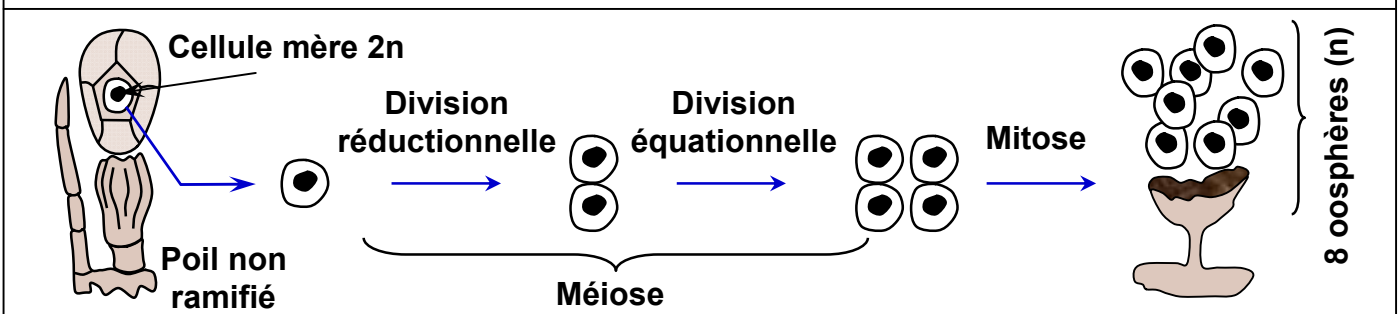 Cellule mère 2n
Division
réductionnelle
Division
équationnelle
Mitose
8 oosphères (n)
Poil non
ramifié
Méiose